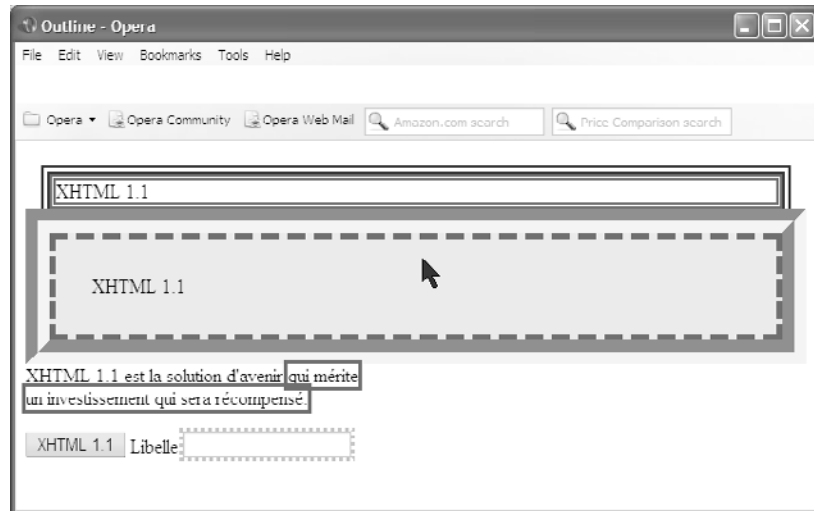 Outline - Opera
File Edit View Bookmarks Tools Help
Opera Opera Community Opera Web Mail Amazon.com search Price Comparison search
XHTML 1.1
XHTML 1.1
XHTML 1.1 est la solution d'avenir qui mérite
un investissement qui sera récompensé.
XHTML 1.1 Libelle